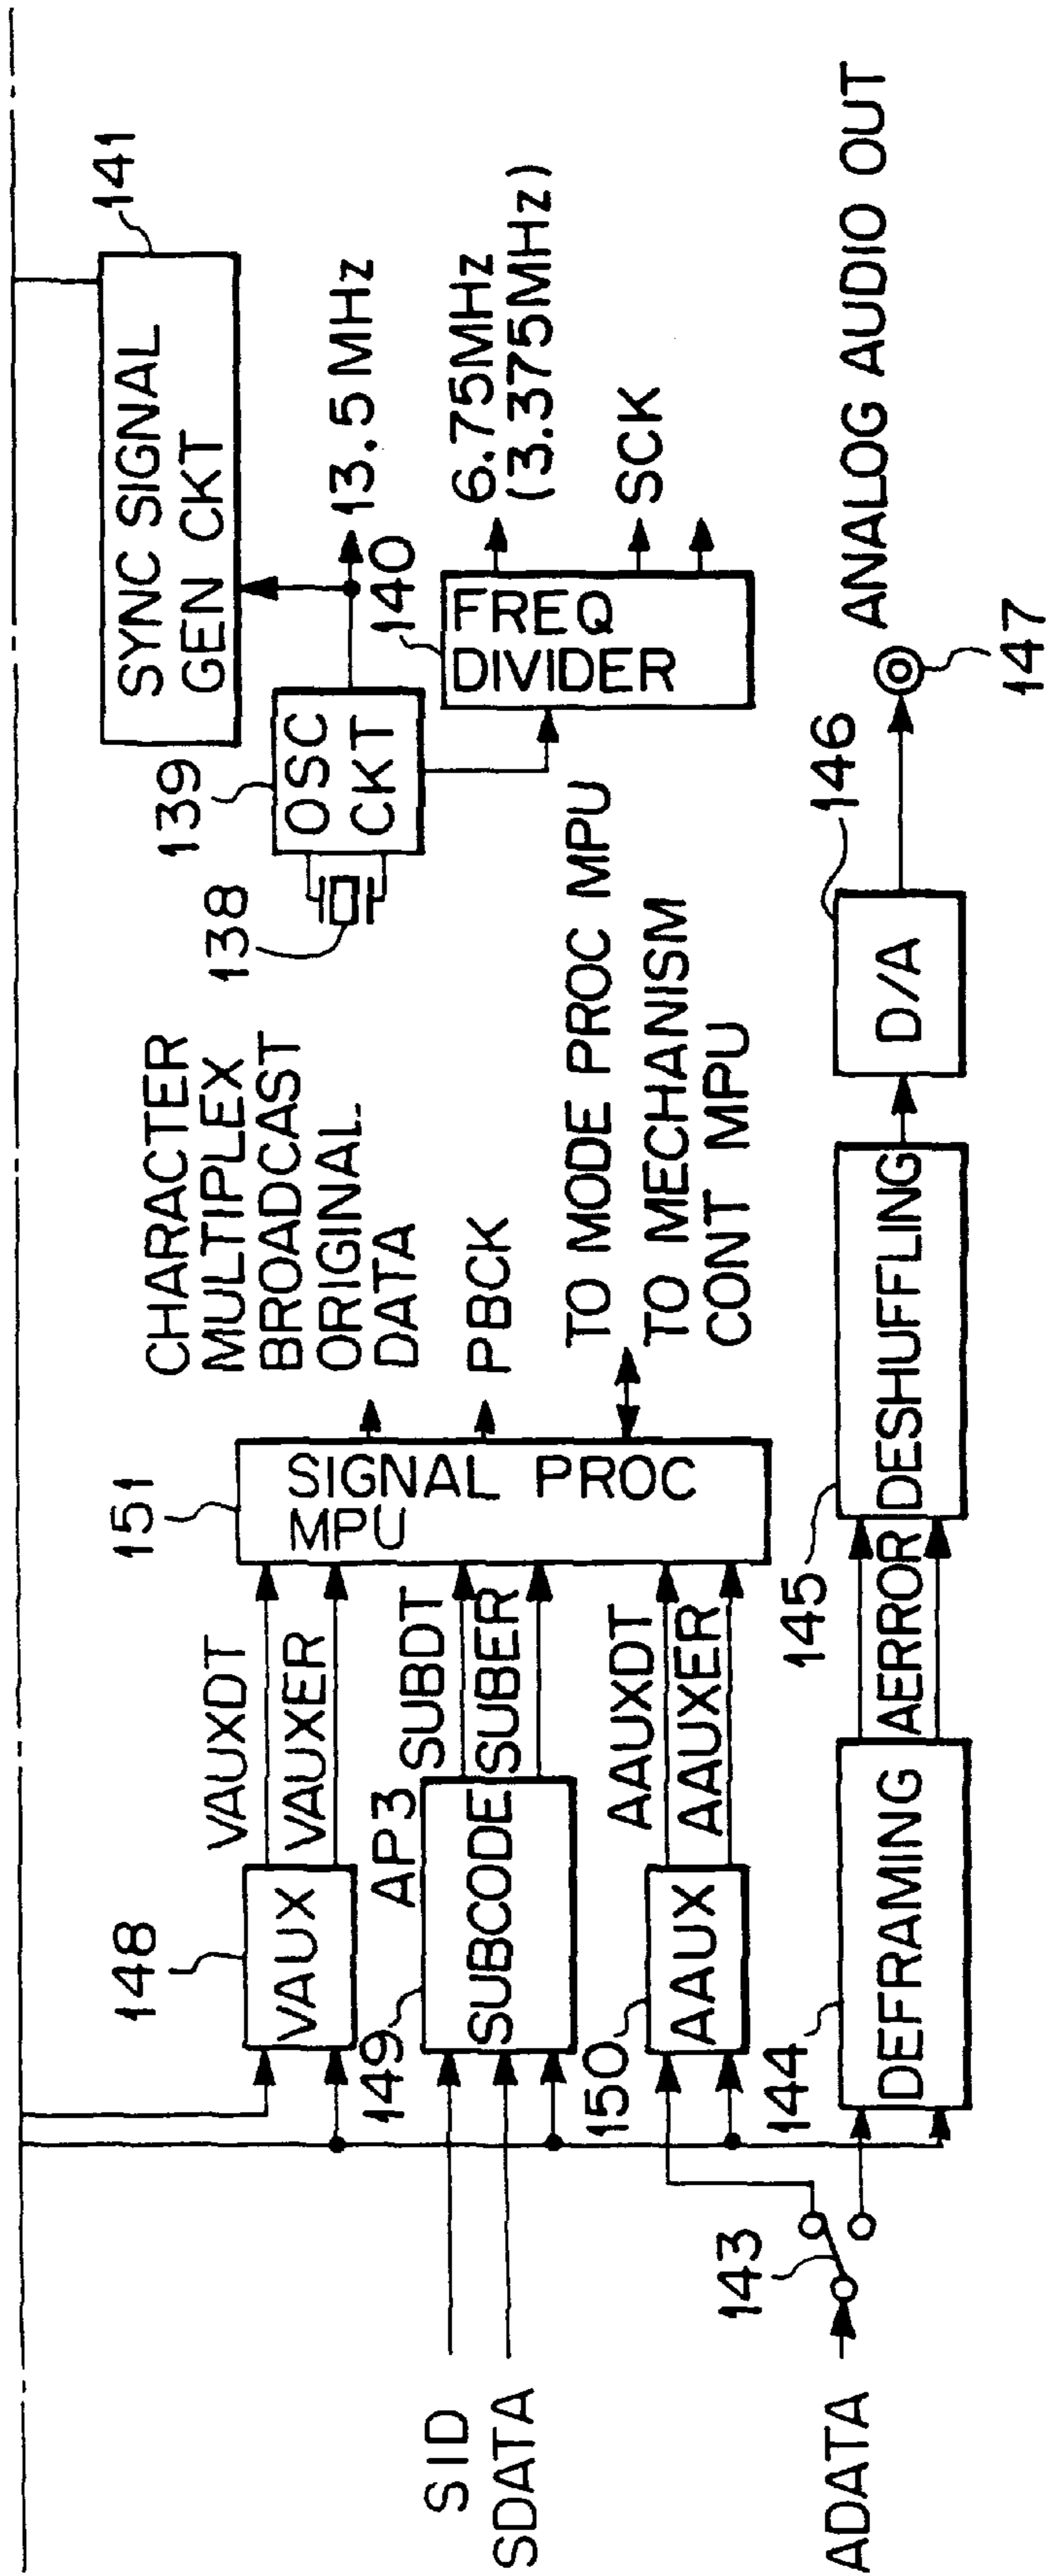 141
SYNC SIGNAL
GEN CKT
139
OSC
CKT
138
13.5MHz
140
FREQ
DIVIDER
6.75MHz
(3.375MHz)
SCK
CHARACTER
MULTIPLEX
BROADCAST
ORIGINAL
DATA
PBCK
TO MODE PROC MPU
TO MECHANISM
CONT MPU
151
SIGNAL PROC
MPU
148
VAUX
VAUXDT
VAUXER
149
AP3
SUBCODE
SUBDT
SUBER
SID
SDATA
150
AAUX
AAUXDT
AAUXER
143
ADATA
144
DEFRAMING
AERROR
145
DESHUFFLING
146
D/A
147
ANALOG AUDIO OUT